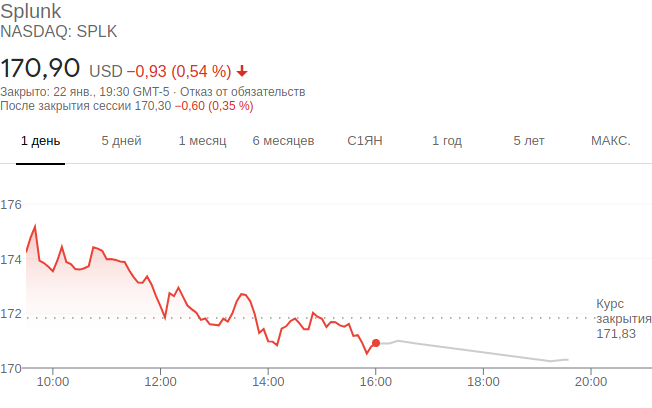 Splunk
NASDAQ: SPLK
170,90 USD −0,93 (0,54 %)
Закрыто: 22 янв., 19:30 GMT-5 · Отказ от обязательств
После закрытия сессии 170,30 −0,60 (0,35 %)
1 день 5 дней 1 месяц 6 месяцев С1ЯН 1 год 5 лет МАКС.
176
174
172
170
Курс
закрытия
171,83
10:00 12:00 14:00 16:00 18:00 20:00